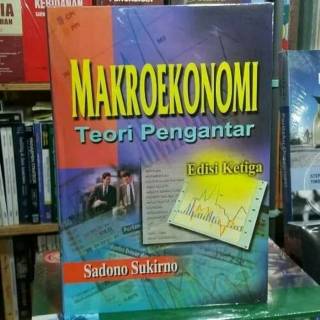 MAKROEKONOMI
Teori Pengantar
Edisi Ketiga
Sadono Sukirno